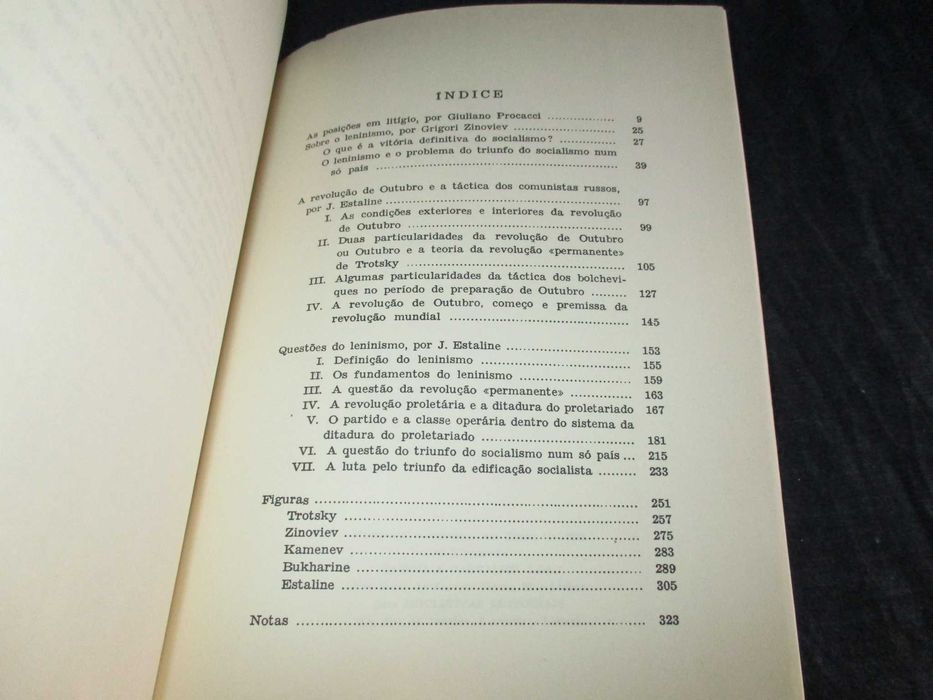 INDICE
As posições em litígio, por Giuliano Procacci .................. 9
Sobre o leninismo, por Grigori Zinoviev .......................... 25
O que é a vitória definitiva do socialismo? .............. 27
O leninismo e o problema do triunfo do socialismo num
só país ............................................................ 39
A revolução de Outubro e a táctica dos comunistas russos,
por J. Estaline ........................................................ 97
I. As condições exteriores e interiores da revolução
de Outubro ...................................................... 99
II. Duas particularidades da revolução de Outubro
ou Outubro e a teoria da revolução «permanente»
de Trotsky ...................................................... 105
III. Algumas particularidades da táctica dos bolchevi-
ques no período de preparação de Outubro ......... 127
IV. A revolução de Outubro, começo e premissa da
revolução mundial ............................................. 145
Questões do leninismo, por J. Estaline .............................. 153
I. Definição do leninismo ..................................... 155
II. Os fundamentos do leninismo ............................ 159
III. A questão da revolução «permanente» ............... 163
IV. A revolução proletária e a ditadura do proletariado 167
V. O partido e a classe operária dentro do sistema da
ditadura do proletariado ..................................... 181
VI. A questão do triunfo do socialismo num só país ... 215
VII. A luta pelo triunfo da edificação socialista ......... 233
Figuras ........................................................................ 251
Trotsky .................................................................. 257
Zinoviev .................................................................. 275
Kamenev .................................................................. 283
Bukharine ................................................................ 289
Estaline .................................................................. 305
Notas .......................................................................... 323